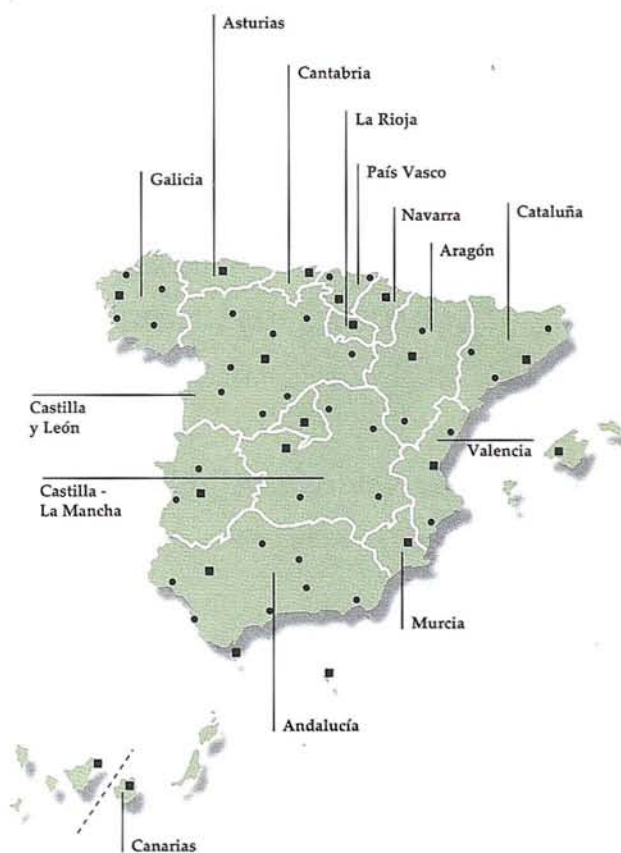 Asturias
Cantabria
La Rioja
País Vasco
Galicia
Navarra
Cataluña
Aragón
Castilla
y León
Valencia
Castilla -
La Mancha
Murcia
Andalucía
Canarias